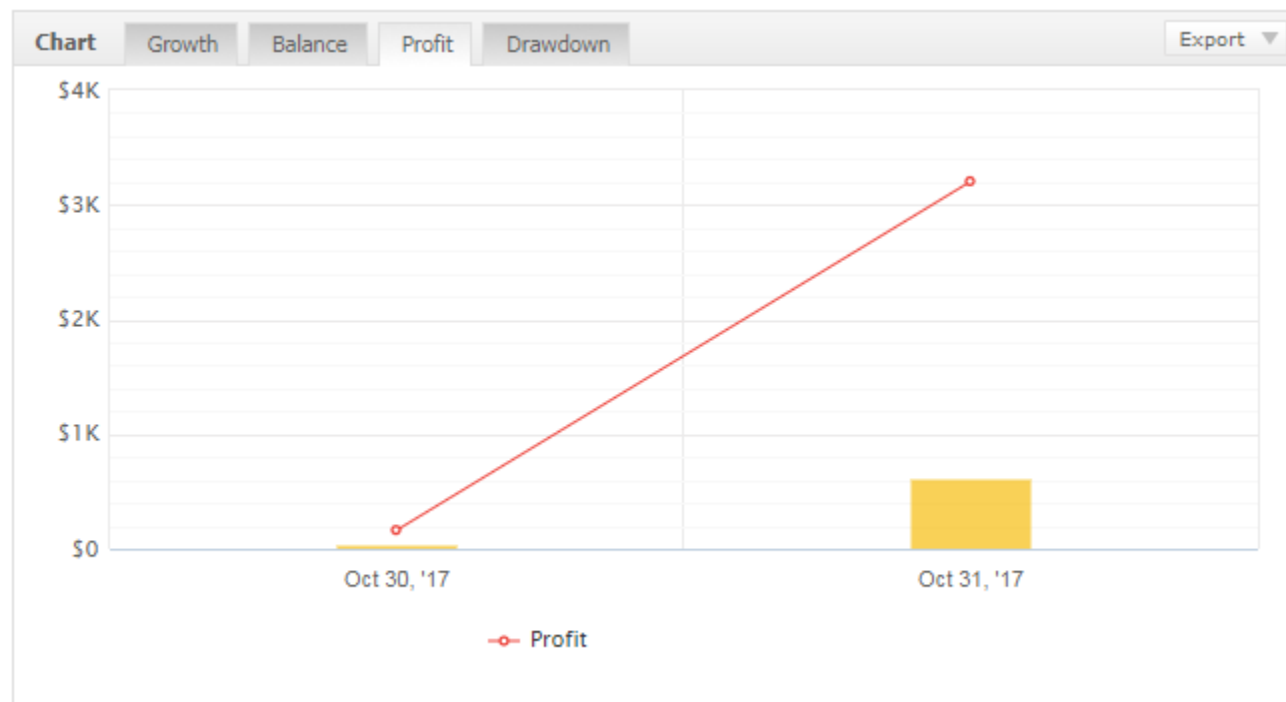 Chart Growth Balance Profit Drawdown Export
$4K
$3K
$2K
$1K
$0
Oct 30, '17 Oct 31, '17
Profit